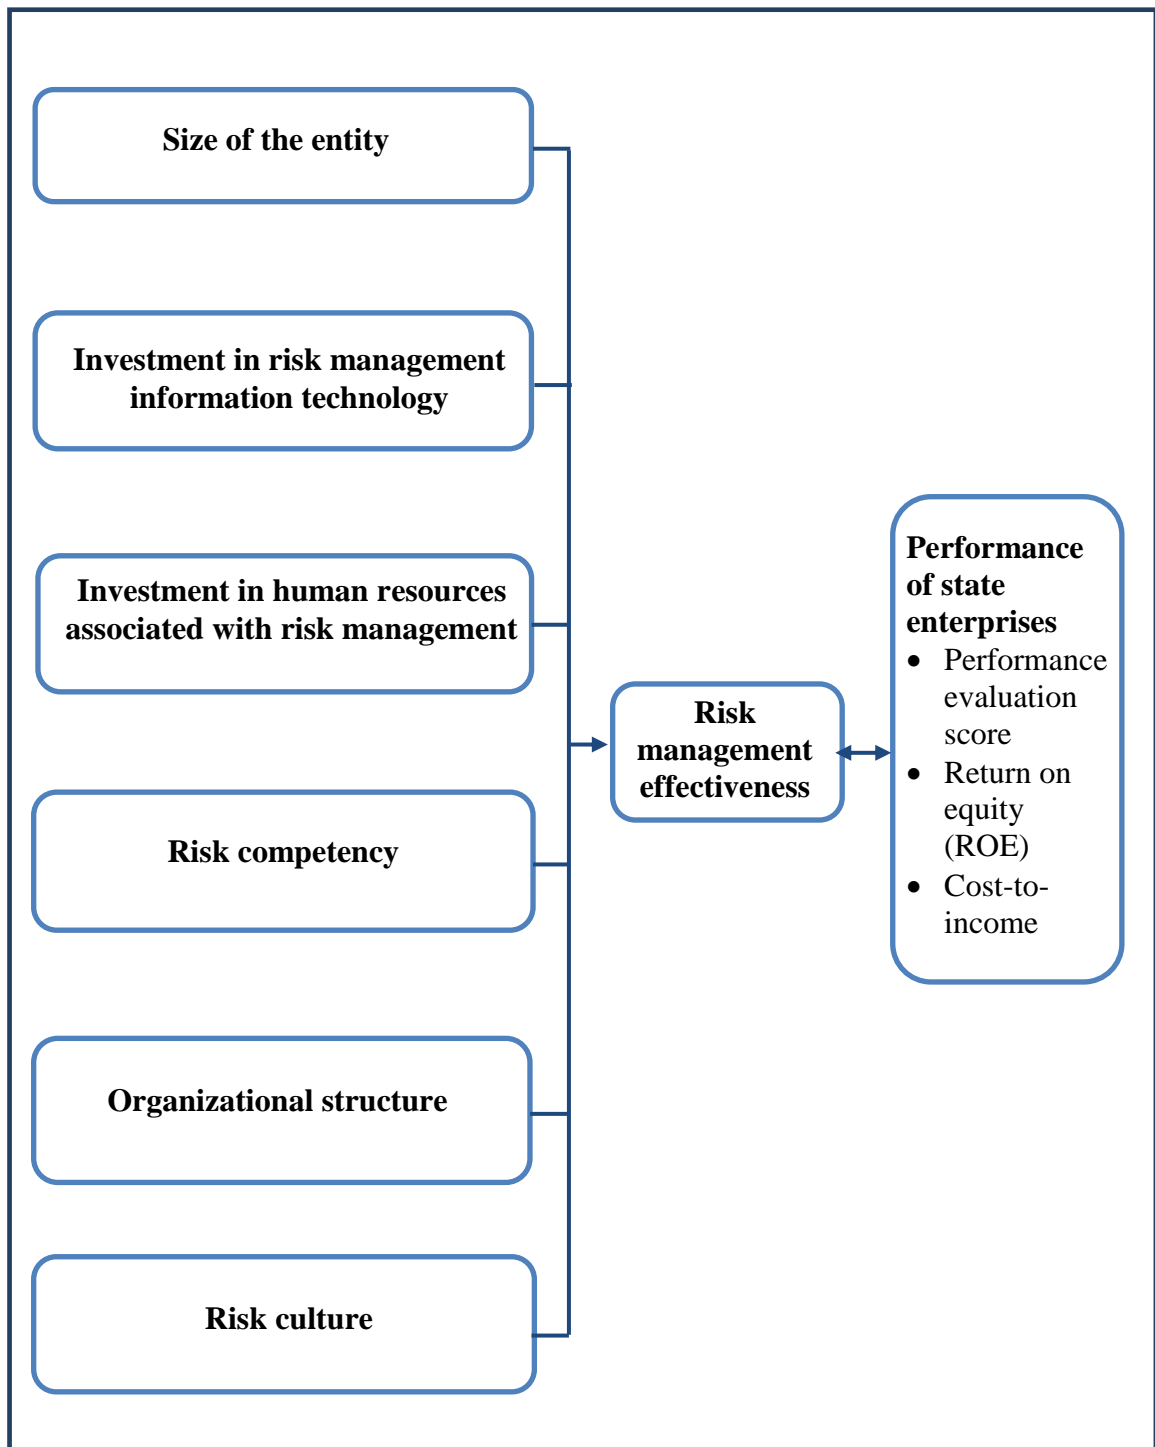 Size of the entity
Investment in risk management
information technology
Investment in human resources
associated with risk management
Risk competency
Organizational structure
Risk culture
Risk
management
effectiveness
Performance
of state
enterprises
• Performance
evaluation
score
• Return on
equity
(ROE)
• Cost-to-
income